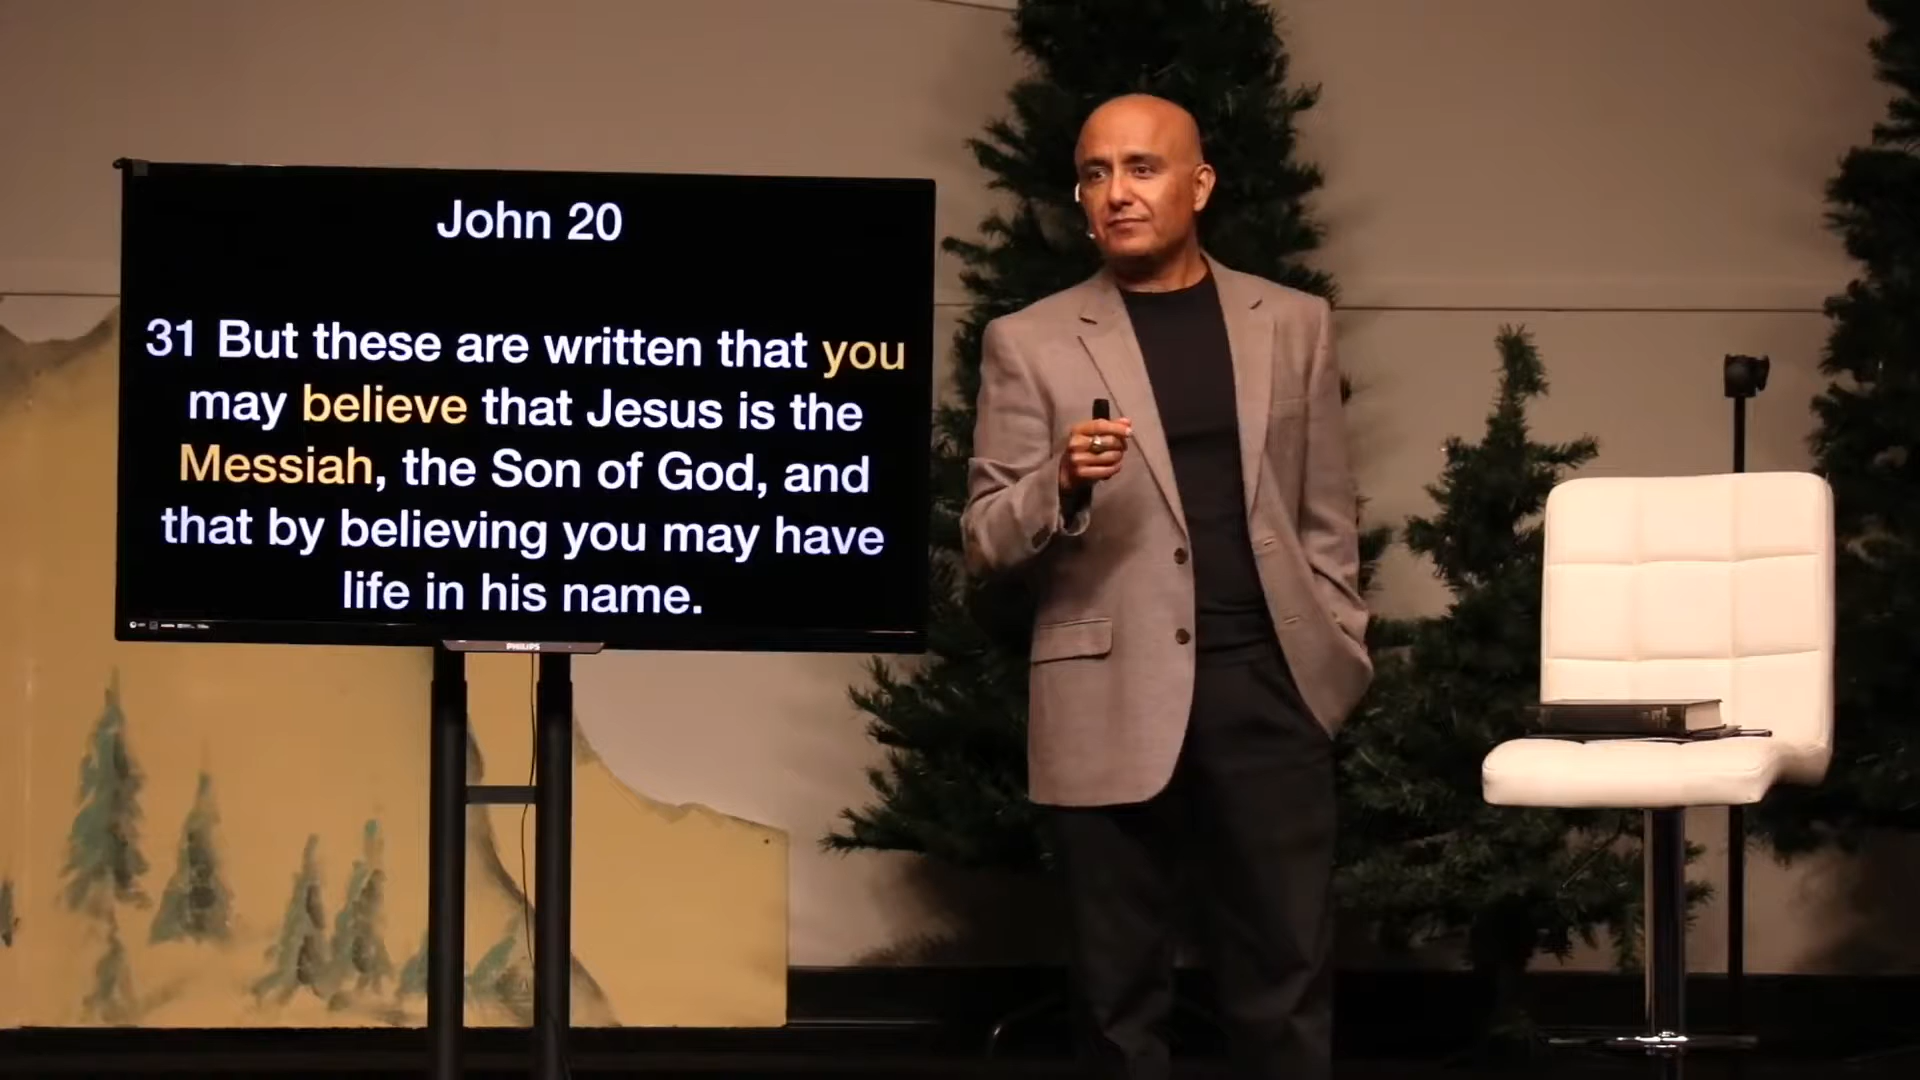 John 20
31 But these are written that you
may believe that Jesus is the
Messiah, the Son of God, and
that by believing you may have
life in his name.
PHILIPS